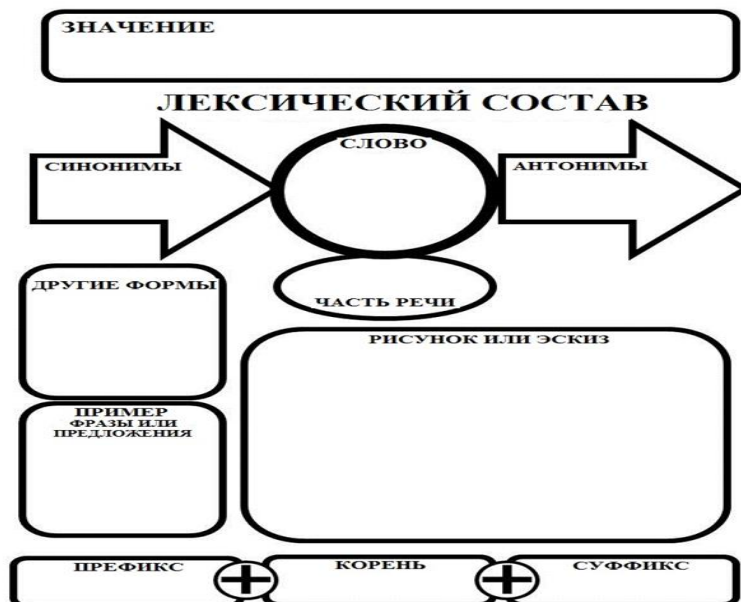 ЗНАЧЕНИЕ
ЛЕКСИЧЕСКИЙ СОСТАВ
СИНОНИМЫ
СЛОВО
АНТОНИМЫ
ЧАСТЬ РЕЧИ
ДРУГИЕ ФОРМЫ
РИСУНОК ИЛИ ЭСКИЗ
ПРИМЕР
ФРАЗЫ ИЛИ
ПРЕДЛОЖЕНИЯ
ПРЕФИКС
КОРЕНЬ
СУФФИКС